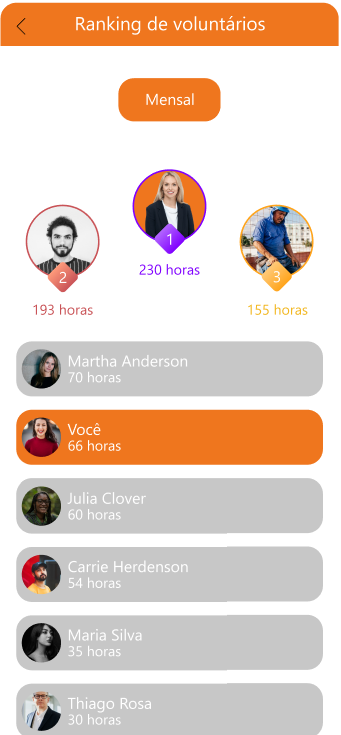 Ranking de voluntários
Mensal
1
230 horas
2
193 horas
3
155 horas
Martha Anderson
70 horas
Você
66 horas
Julia Clover
60 horas
Carrie Herdenson
54 horas
Maria Silva
35 horas
Thiago Rosa
30 horas